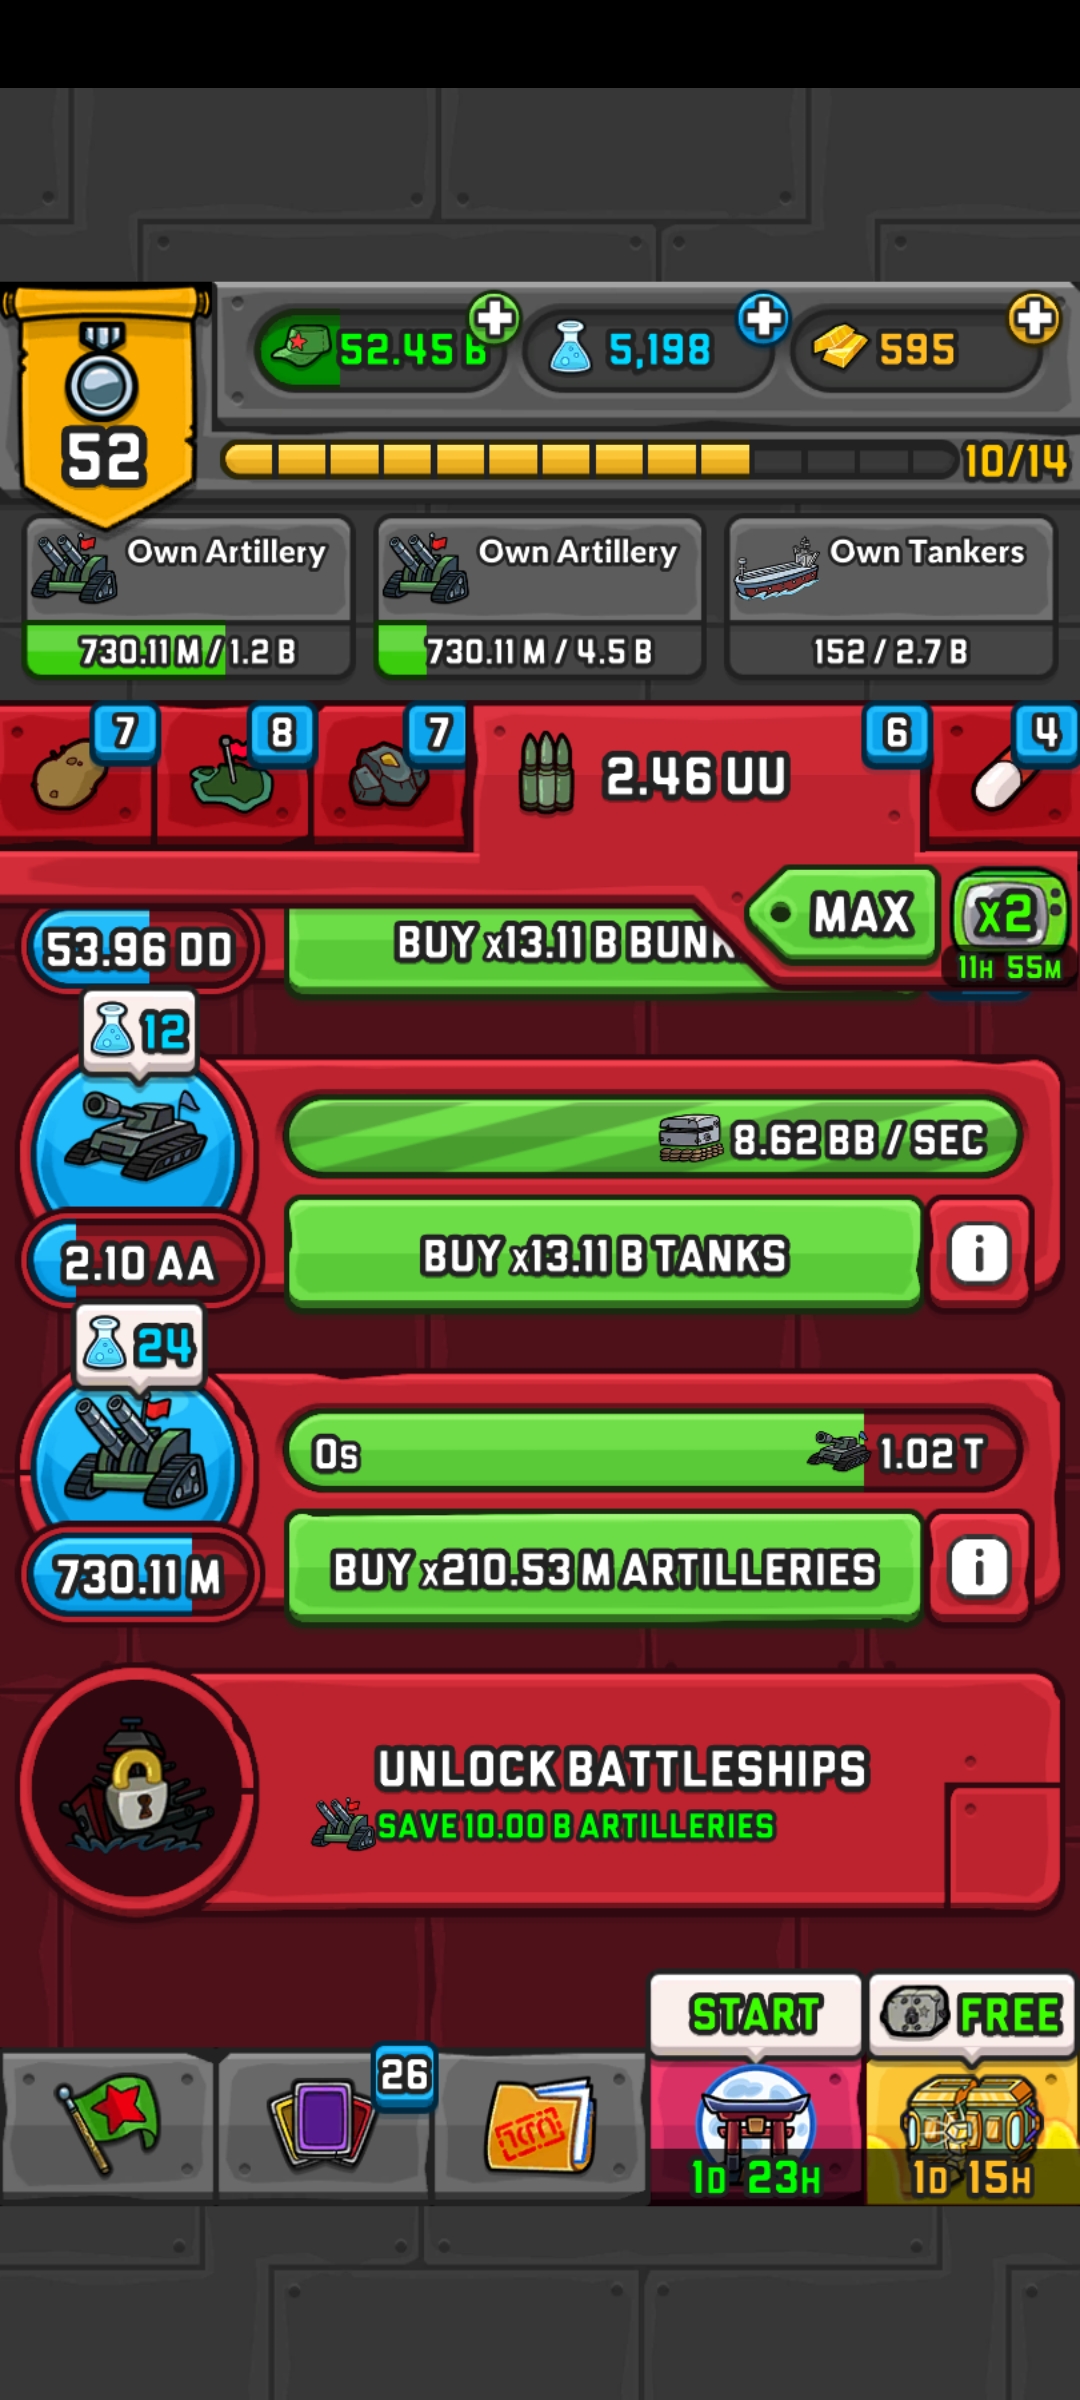 52.45 B
5,198
595
52
10/14
Own Artillery
730.11 M / 1.2 B
Own Artillery
730.11 M / 4.5 B
Own Tankers
152 / 2.7 B
7
8
7
2.46 UU
6
4
MAX
x2
11H 55M
53.96 DD
BUY x13.11 B
12
8.62 BB / SEC
2.10 AA
BUY x13.11 B TANKS
i
24
0s
1.02 T
730.11 M
BUY x210.53 M ARTILLERIES
i
UNLOCK BATTLESHIPS
SAVE 10.00 B ARTILLERIES
START
FREE
26
1D 23H
1D 15H